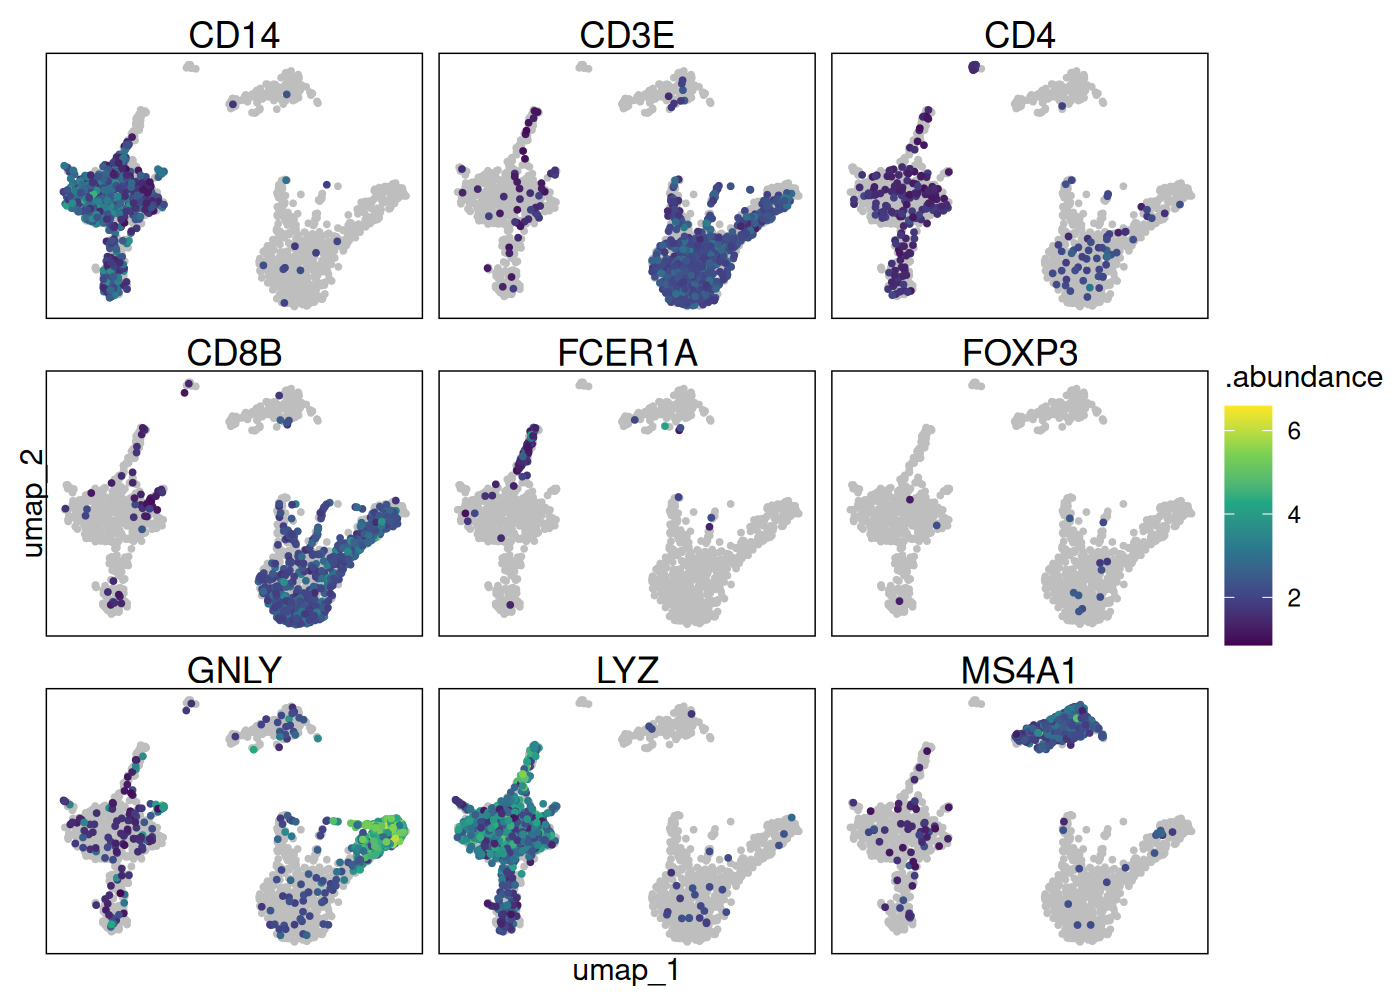 CD14
CD3E
CD4
CD8B
FCER1A
FOXP3
GNLY
LYZ
MS4A1
umap_2
umap_1
.abundance
6
4
2